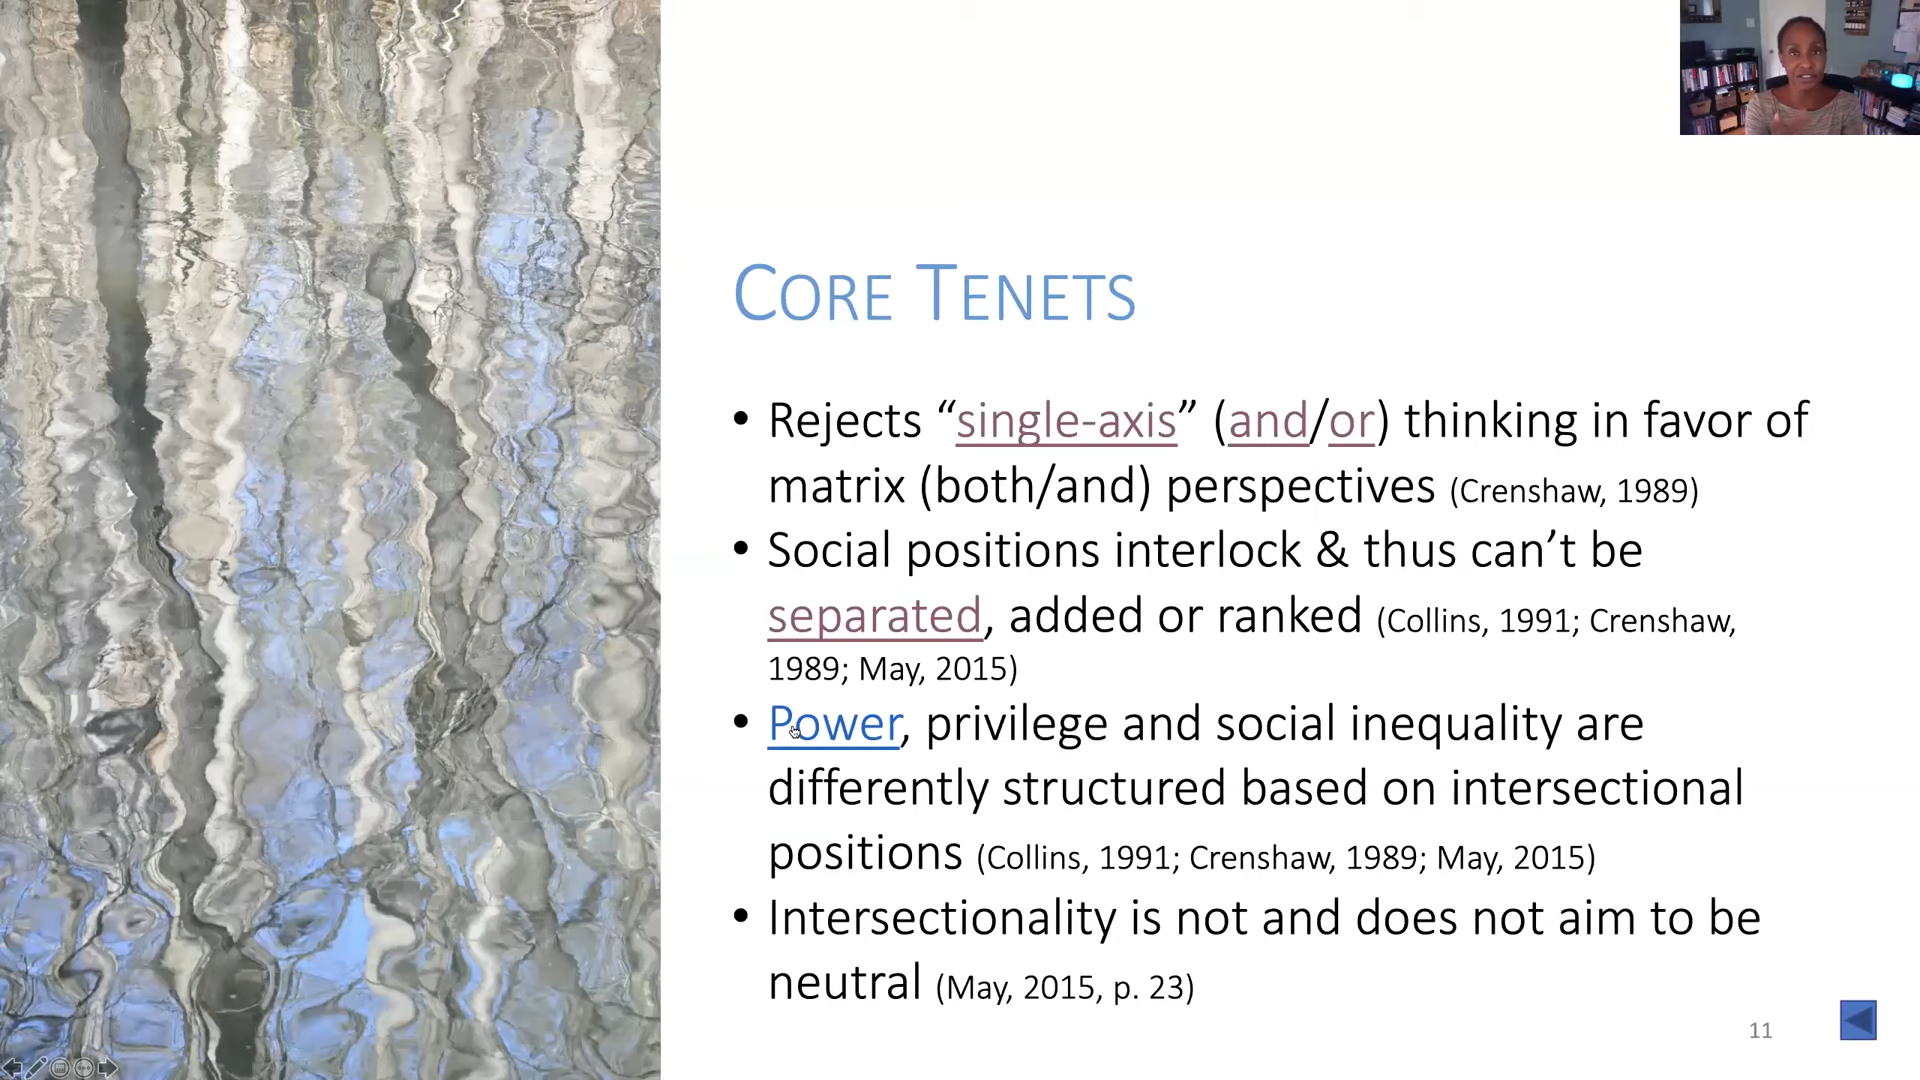 CORE TENETS
• Rejects “single-axis” (and/or) thinking in favor of
matrix (both/and) perspectives (Crenshaw, 1989)
• Social positions interlock & thus can’t be
separated, added or ranked (Collins, 1991; Crenshaw,
1989; May, 2015)
• Power, privilege and social inequality are
differently structured based on intersectional
positions (Collins, 1991; Crenshaw, 1989; May, 2015)
• Intersectionality is not and does not aim to be
neutral (May, 2015, p. 23)
11